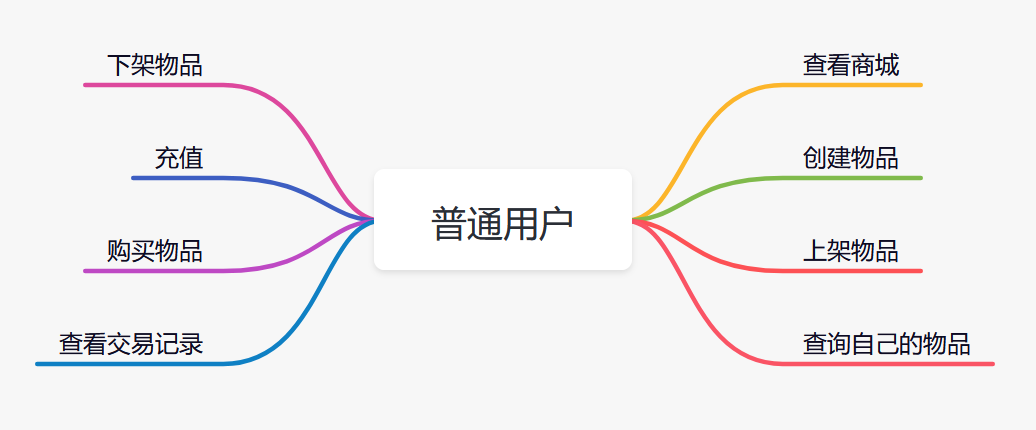 普通用户
查看商城
创建物品
上架物品
查询自己的物品
下架物品
充值
购买物品
查看交易记录